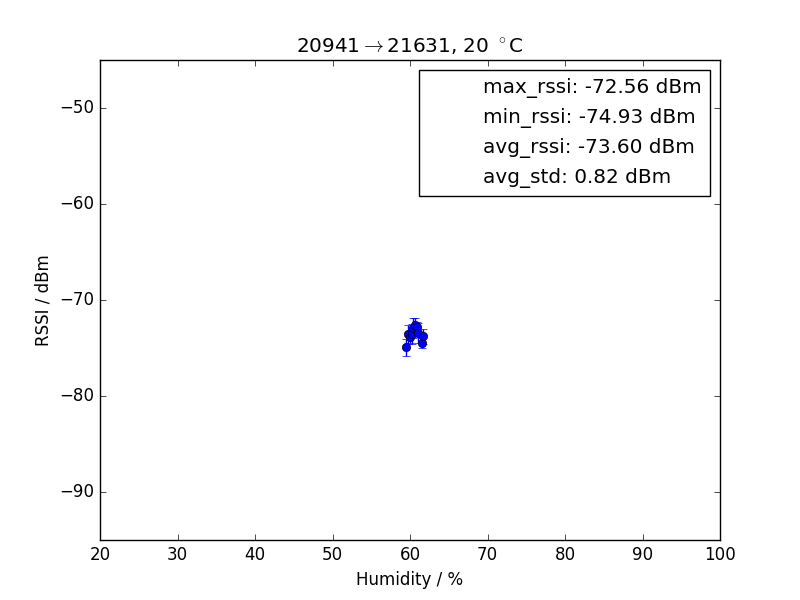 20941→21631, 20 °C
max_rssi: -72.56 dBm
min_rssi: -74.93 dBm
avg_rssi: -73.60 dBm
avg_std: 0.82 dBm
RSSI / dBm
−50
−60
−70
−80
−90
20 30 40 50 60 70 80 90 100
Humidity / %